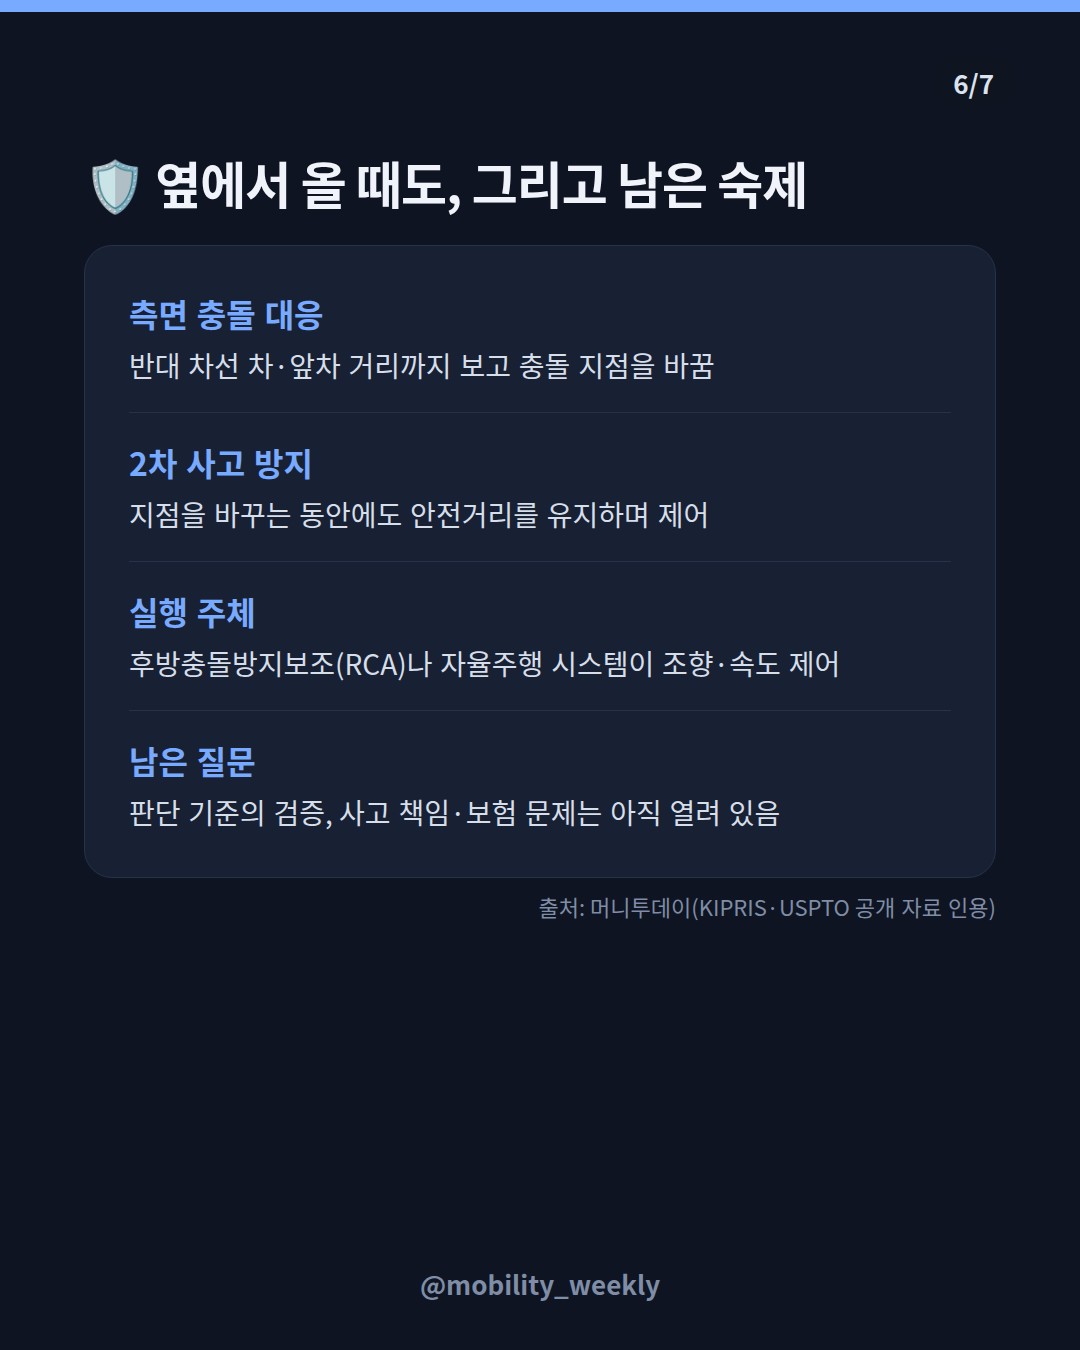 6/7
옆에서 올 때도, 그리고 남은 숙제
측면 충돌 대응
반대 차선 차·앞차 거리까지 보고 충돌 지점을 바꿈
2차 사고 방지
지점을 바꾸는 동안에도 안전거리를 유지하며 제어
실행 주체
후방충돌방지보조(RCA)나 자율주행 시스템이 조향·속도 제어
남은 질문
판단 기준의 검증, 사고 책임·보험 문제는 아직 열려 있음
출처: 머니투데이(KIPRIS·USPTO 공개 자료 인용)
@mobility_weekly